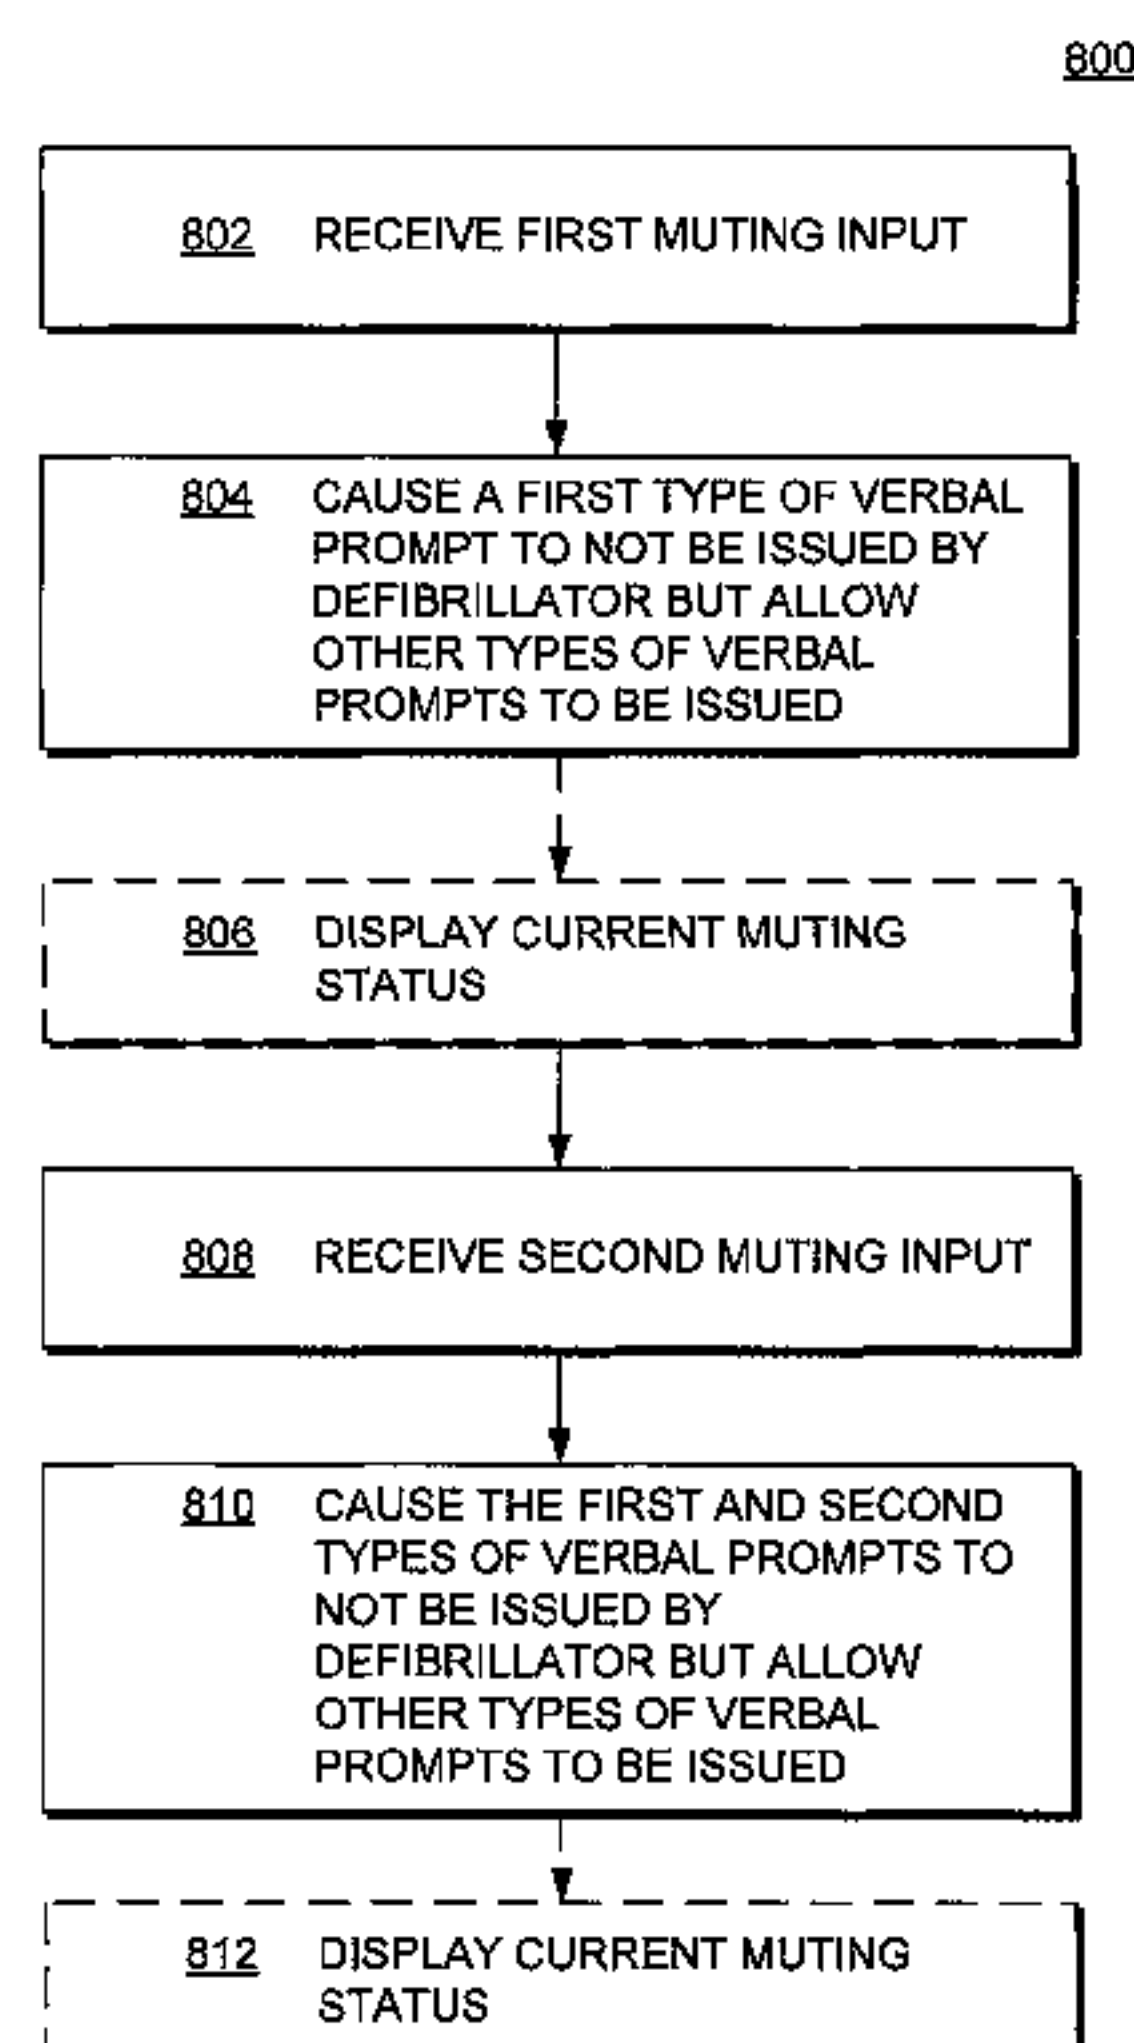 800
802 RECEIVE FIRST MUTING INPUT
804 CAUSE A FIRST TYPE OF VERBAL
PROMPT TO NOT BE ISSUED BY
DEFIBRILLATOR BUT ALLOW
OTHER TYPES OF VERBAL
PROMPTS TO BE ISSUED
806 DISPLAY CURRENT MUTING
STATUS
808 RECEIVE SECOND MUTING INPUT
810 CAUSE THE FIRST AND SECOND
TYPES OF VERBAL PROMPTS TO
NOT BE ISSUED BY
DEFIBRILLATOR BUT ALLOW
OTHER TYPES OF VERBAL
PROMPTS TO BE ISSUED
812 DISPLAY CURRENT MUTING
STATUS